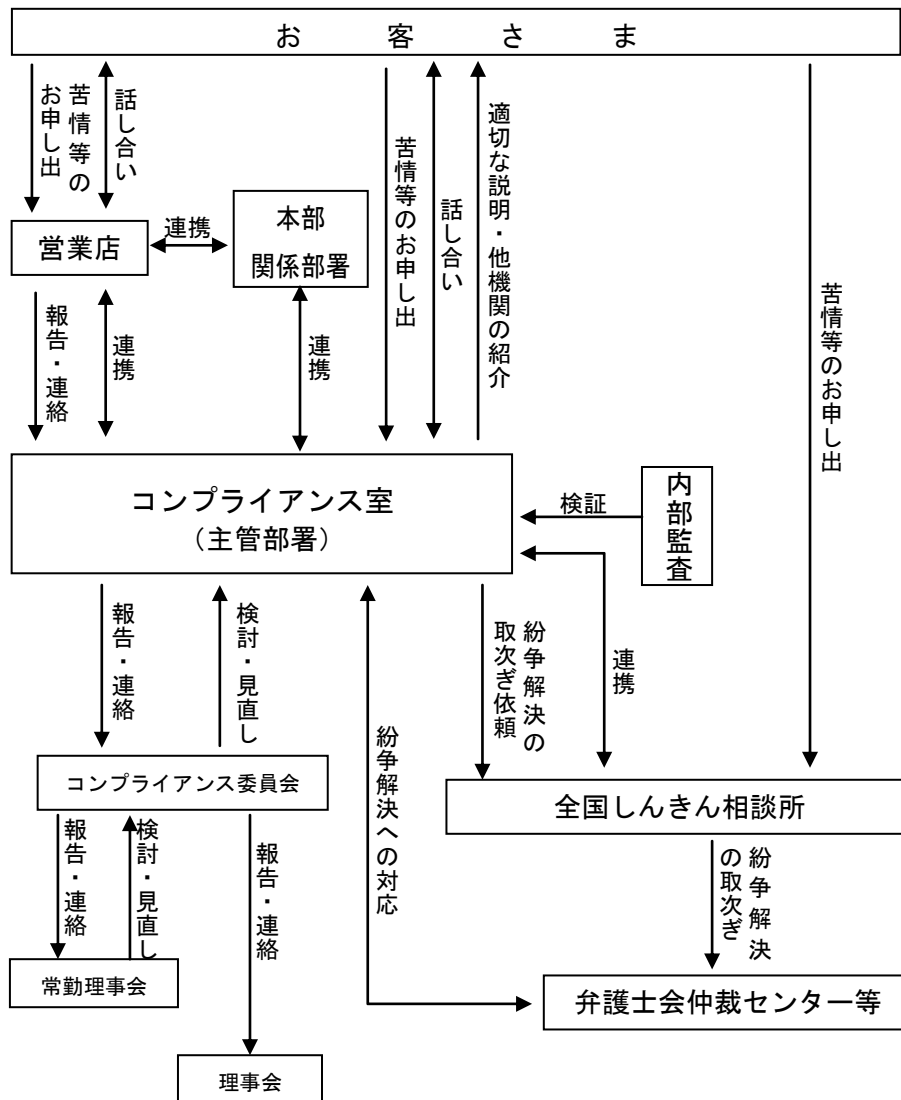 お客さま
苦情等の
お申し出
話し合い
苦情等のお申し出
話し合い
適切な説明・他機関の紹介
苦情等のお申し出
営業店
連携
本部
関係部署
報告・連絡
連携
連携
コンプライアンス室
（主管部署）
検証
内部監査
報告・連絡
検討・見直し
紛争解決への対応
紛争解決の
取次ぎ依頼
連携
コンプライアンス委員会
全国しんきん相談所
報告・連絡
検討・見直し
報告・連絡
紛争解決
の取次ぎ
常勤理事会
弁護士会仲裁センター等
理事会